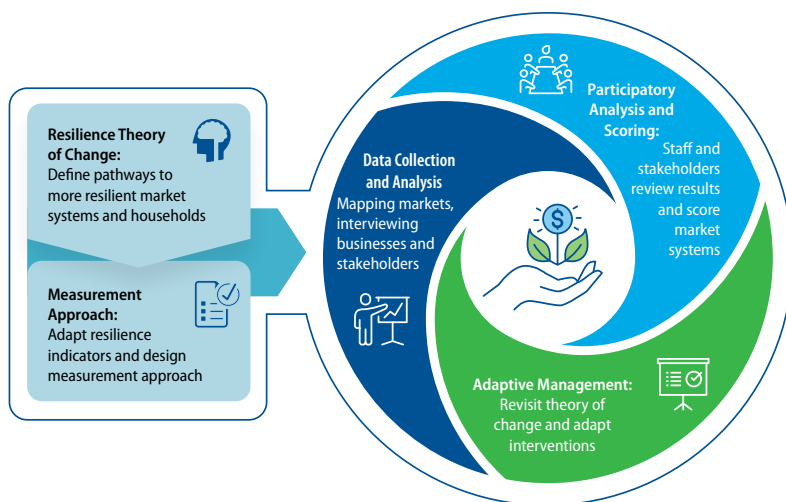 Resilience Theory
of Change:
Define pathways to
more resilient market
systems and households
Measurement
Approach:
Adapt resilience
indicators and design
measurement approach
Data Collection
and Analysis
Mapping markets,
interviewing
businesses and
stakeholders
Participatory
Analysis and
Scoring:
Staff and
stakeholders
review results
and score
market
systems
$
Adaptive Management:
Revisit theory of
change and adapt
interventions